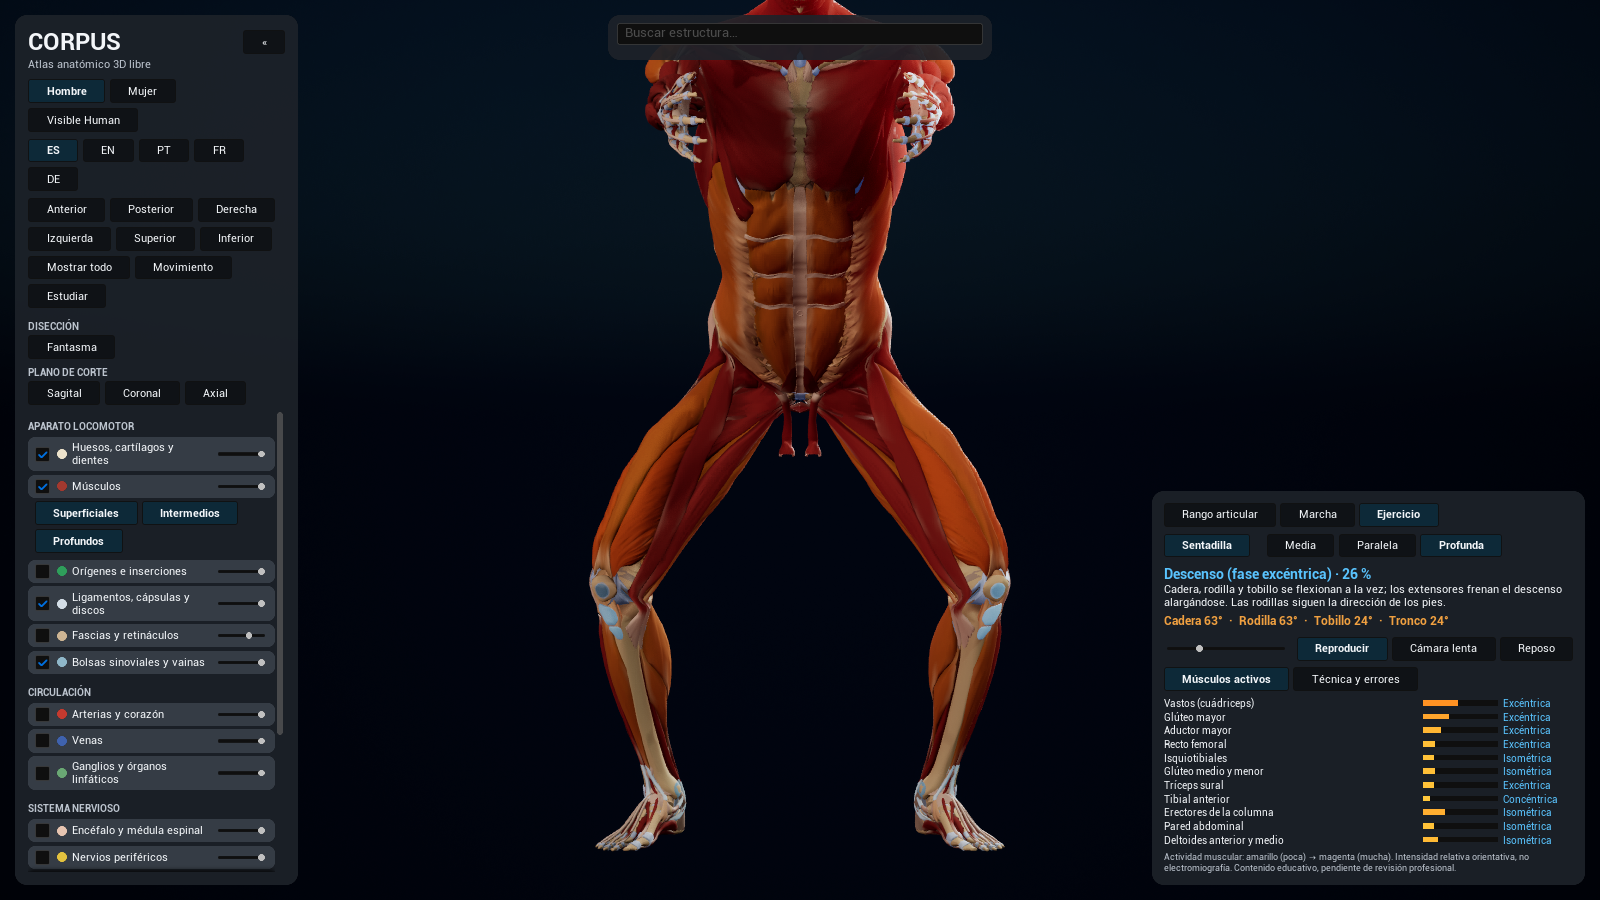 CORPUS
«
Atlas anatómico 3D libre
Hombre
Mujer
Visible Human
ES
EN
PT
FR
DE
Anterior
Posterior
Derecha
Izquierda
Superior
Inferior
Mostrar todo
Movimiento
Estudiar
DISECCIÓN
Fantasma
PLANO DE CORTE
Sagital
Coronal
Axial
APARATO LOCOMOTOR
Huesos, cartílagos y
dientes
Músculos
Superficiales
Intermedios
Profundos
Orígenes e inserciones
Ligamentos, cápsulas y
discos
Fascias y retináculos
Bolsas sinoviales y vainas
CIRCULACIÓN
Arterias y corazón
Venas
Ganglios y órganos
linfáticos
SISTEMA NERVIOSO
Encéfalo y médula espinal
Nervios periféricos
Buscar estructura...
Rango articular
Marcha
Ejercicio
Sentadilla
Media
Paralela
Profunda
Descenso (fase excéntrica) · 26 %
Cadera, rodilla y tobillo se flexionan a la vez; los extensores frenan el descenso
alargándose. Las rodillas siguen la dirección de los pies.
Cadera 63° · Rodilla 63° · Tobillo 24° · Tronco 24°
Reproducir
Cámara lenta
Reposo
Músculos activos
Técnica y errores
Vastos (cuádriceps) Excéntrica
Glúteo mayor Excéntrica
Aductor mayor Excéntrica
Recto femoral Excéntrica
Isquiotibiales Isométrica
Glúteo medio y menor Isométrica
Tríceps sural Excéntrica
Tibial anterior Concéntrica
Erectores de la columna Isométrica
Pared abdominal Isométrica
Deltoides anterior y medio Isométrica
Actividad muscular: amarillo (poca) → magenta (mucha). Intensidad relativa orientativa, no
electromiografía. Contenido educativo, pendiente de revisión profesional.